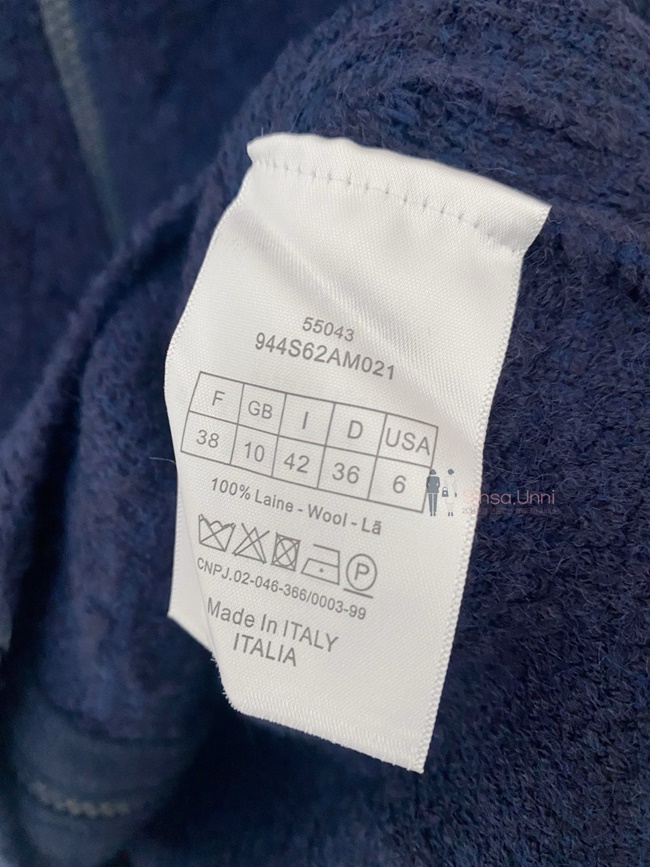 55043
944S62AM021
F GB I D USA
38 10 42 36 6
100% Laine - Wool - Lã
P
CNPJ.02-046-366/0003-99
Made In ITALY
ITALIA
Unni